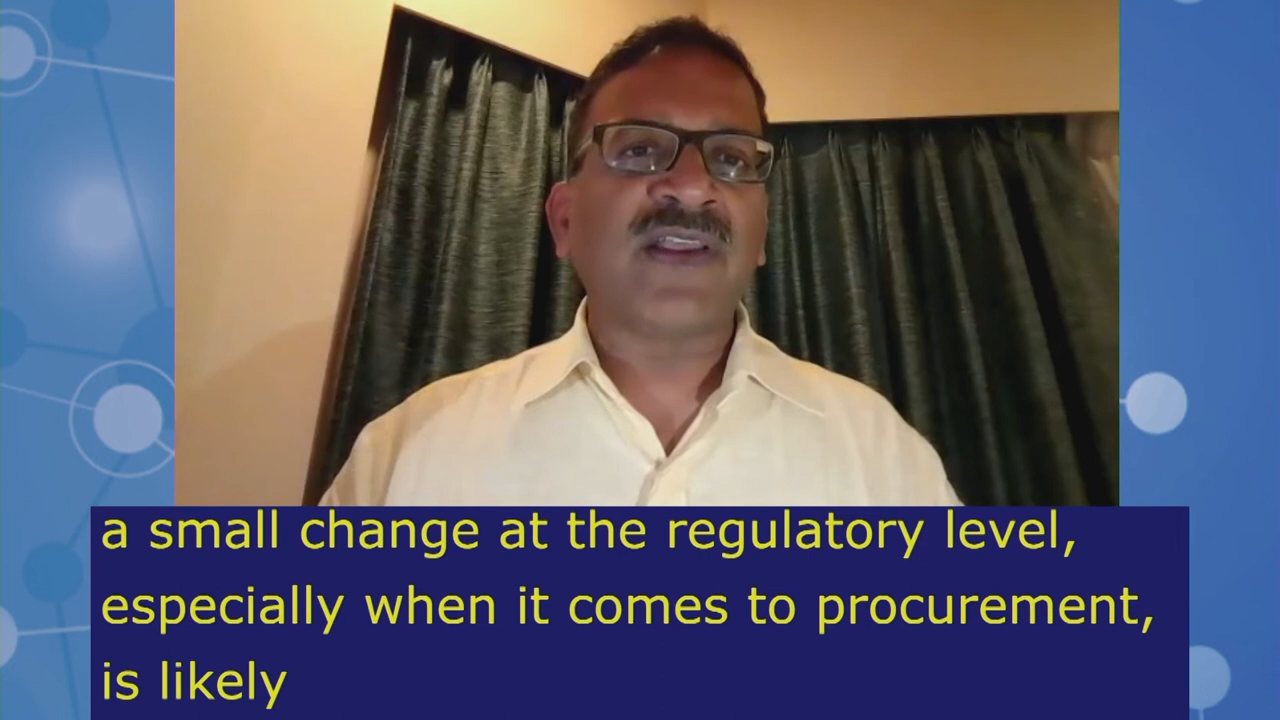 a small change at the regulatory level,
especially when it comes to procurement,
is likely